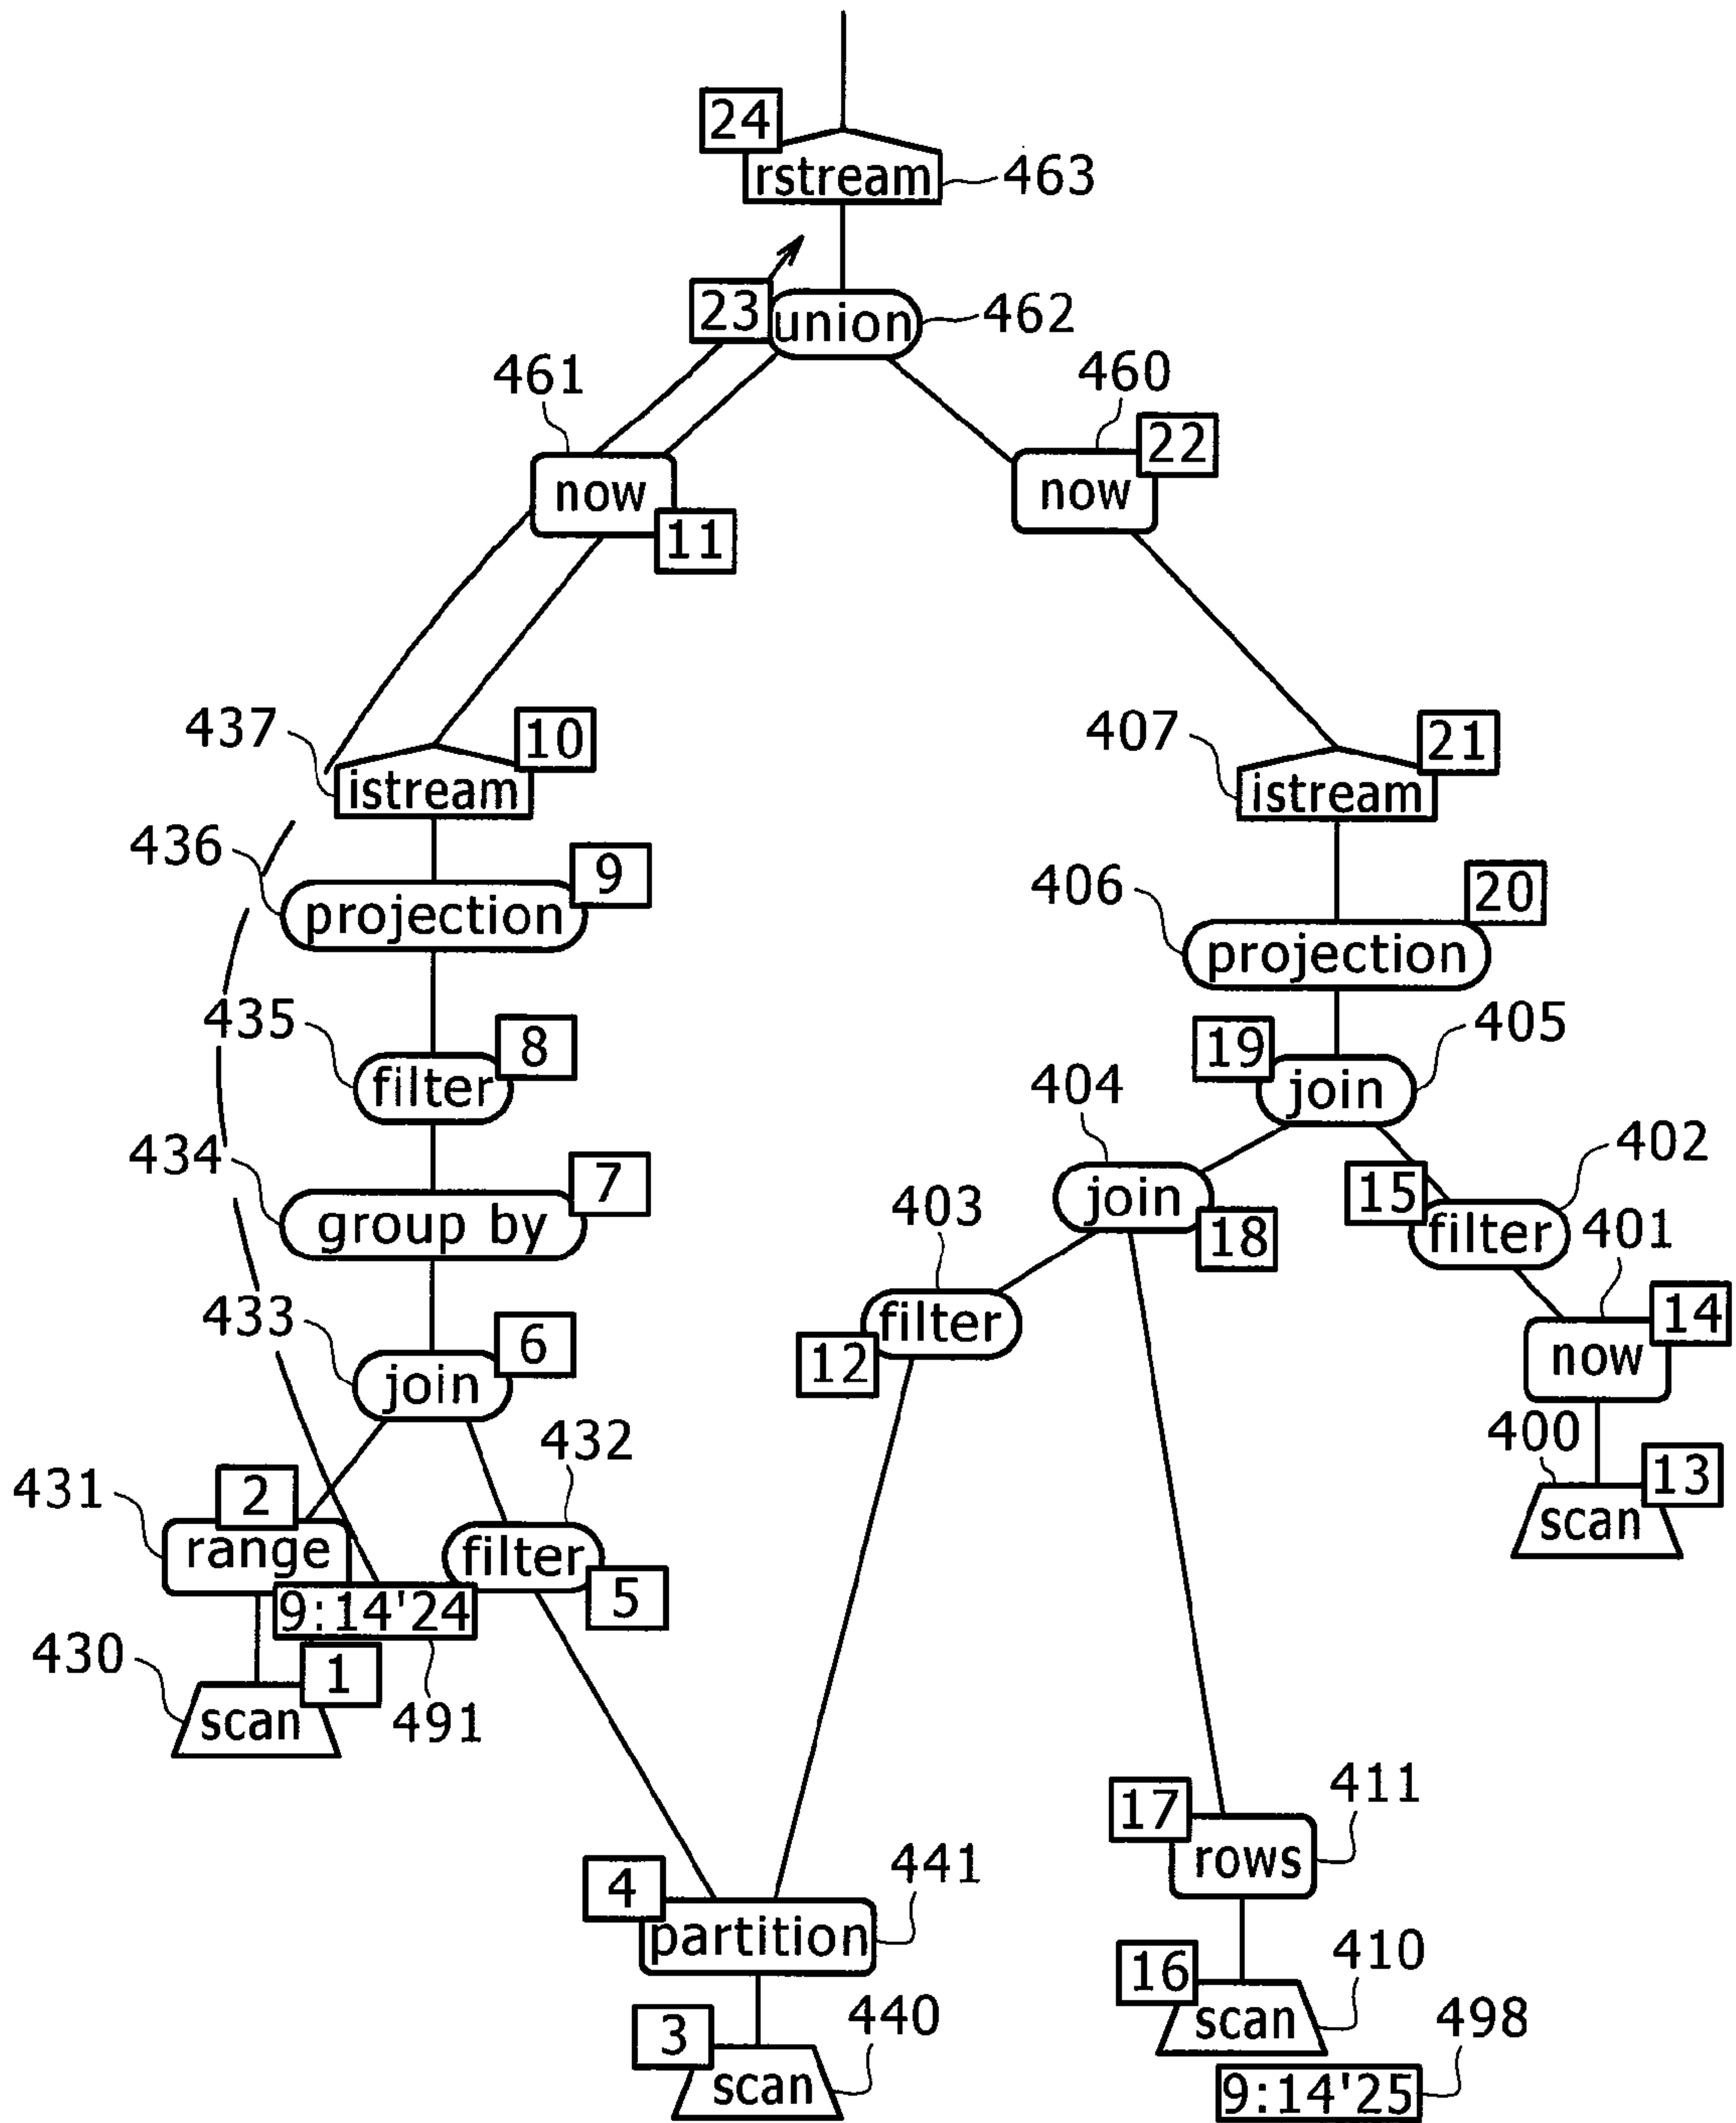 24
rstream
463
23
union
462
461
460
now
11
now
22
437
10
istream
407
21
istream
436
9
projection
406
20
projection
435
8
filter
19
405
join
404
434
7
group by
join
18
15
402
filter
403
401
433
6
join
filter
12
14
now
432
400
431
2
range
filter
5
13
scan
9:14'24
430
1
scan
491
17
411
rows
4
441
partition
16
410
scan
3
440
scan
498
9:14'25